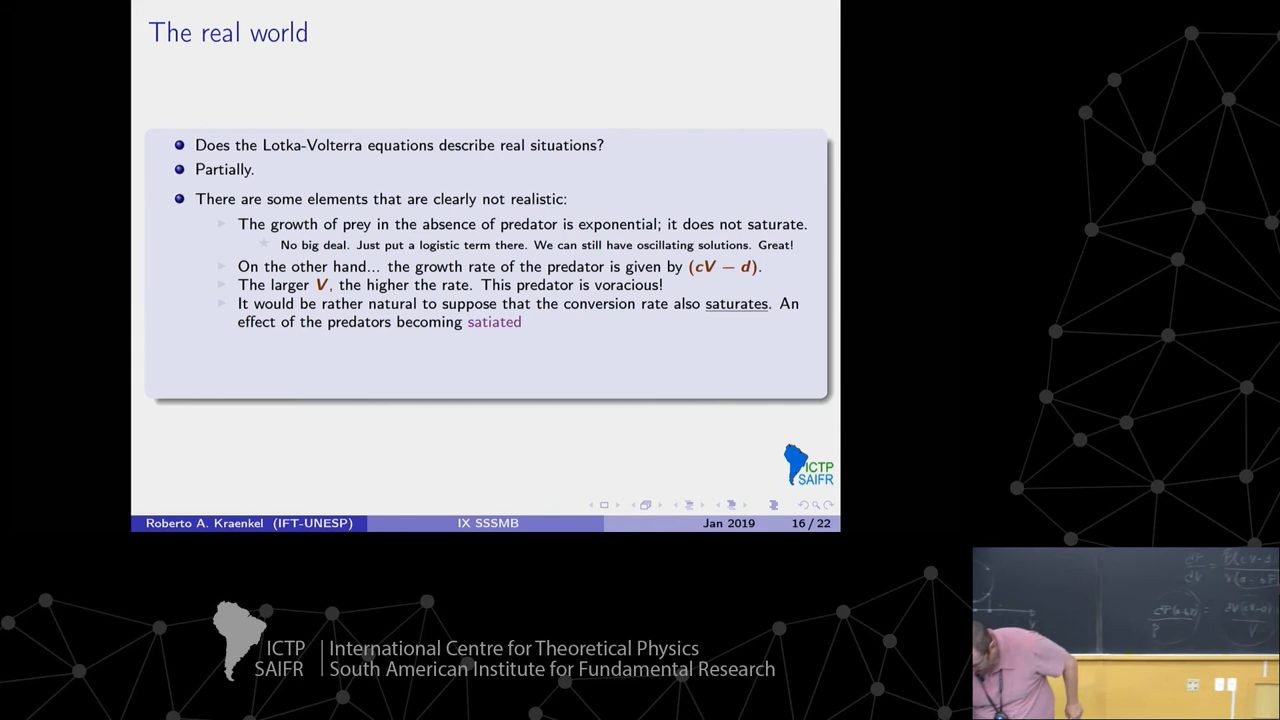 The real world
Does the Lotka-Volterra equations describe real situations?
Partially.
There are some elements that are clearly not realistic:
The growth of prey in the absence of predator is exponential; it does not saturate.
No big deal. Just put a logistic term there. We can still have oscillating solutions. Great!
On the other hand... the growth rate of the predator is given by (cV − d).
The larger V, the higher the rate. This predator is voracious!
It would be rather natural to suppose that the conversion rate also saturates. An
effect of the predators becoming satiated
ICTP
SAIFR
Roberto A. Kraenkel (IFT-UNESP) IX SSSMB Jan 2019 16 / 22
ICTP International Centre for Theoretical Physics
SAIFR South American Institute for Fundamental Research